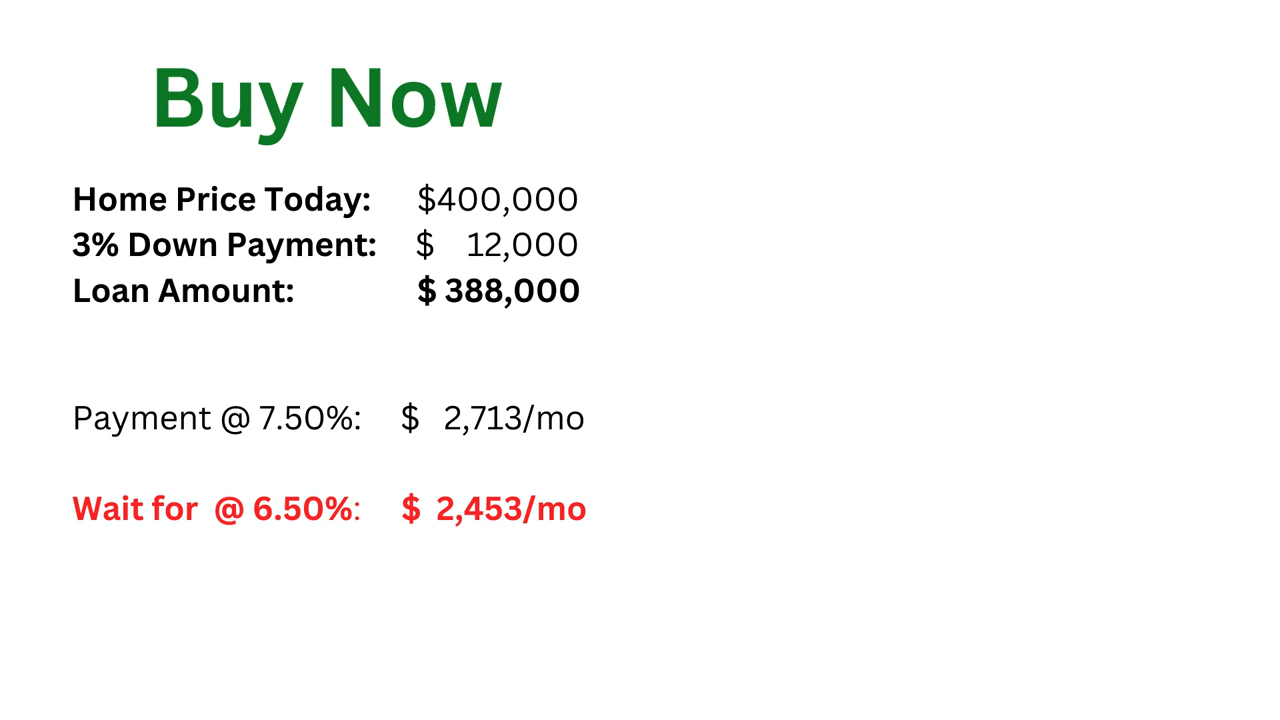 Buy Now
Home Price Today: $400,000
3% Down Payment: $ 12,000
Loan Amount: $ 388,000
Payment @ 7.50%: $ 2,713/mo
Wait for @ 6.50%: $ 2,453/mo